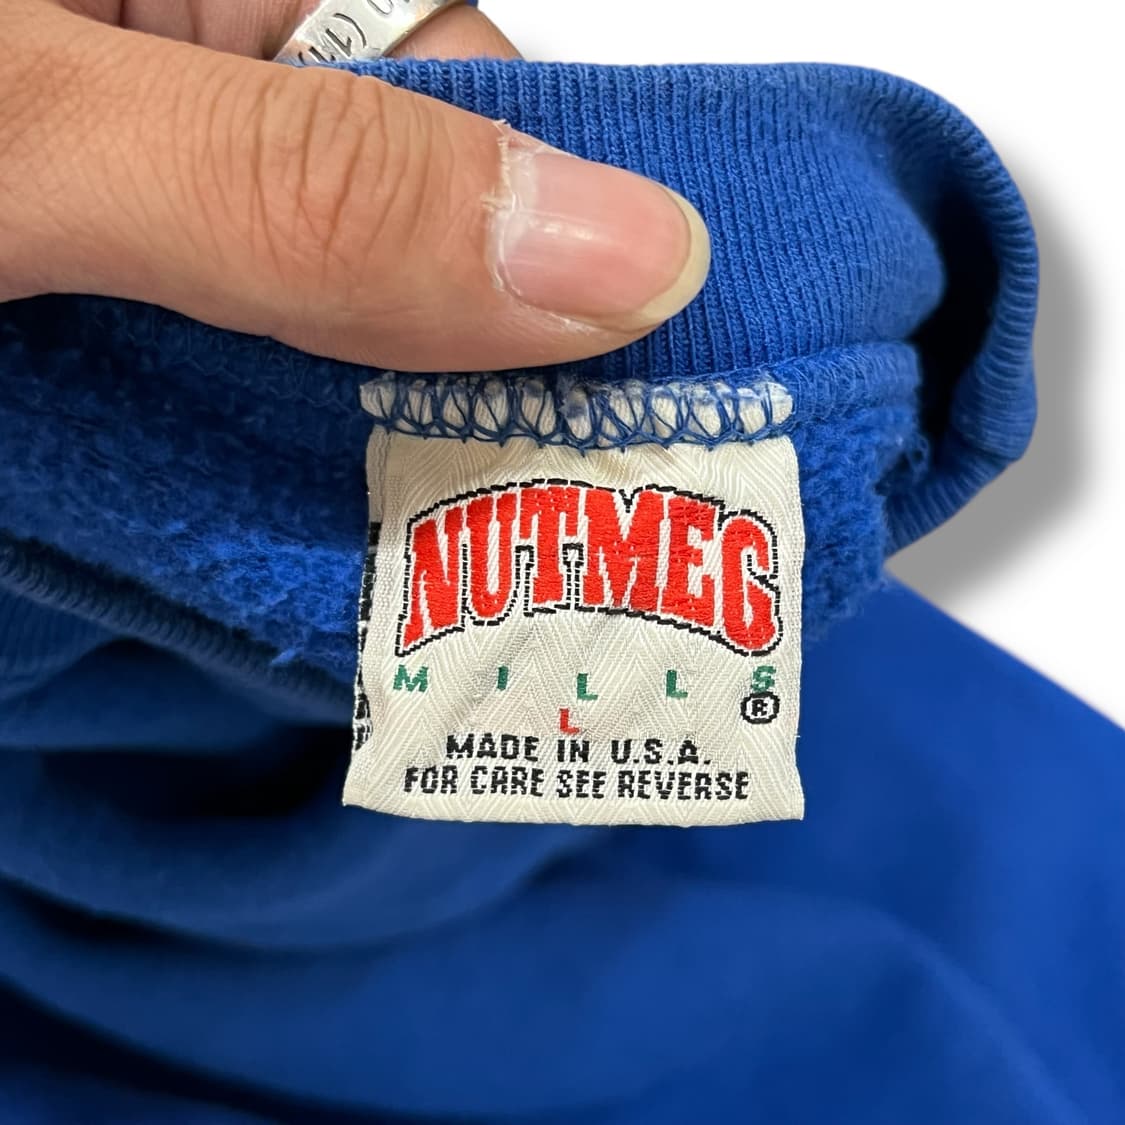 NUTMEG
MILLS
®
L
MADE IN U.S.A.
FOR CARE SEE REVERSE